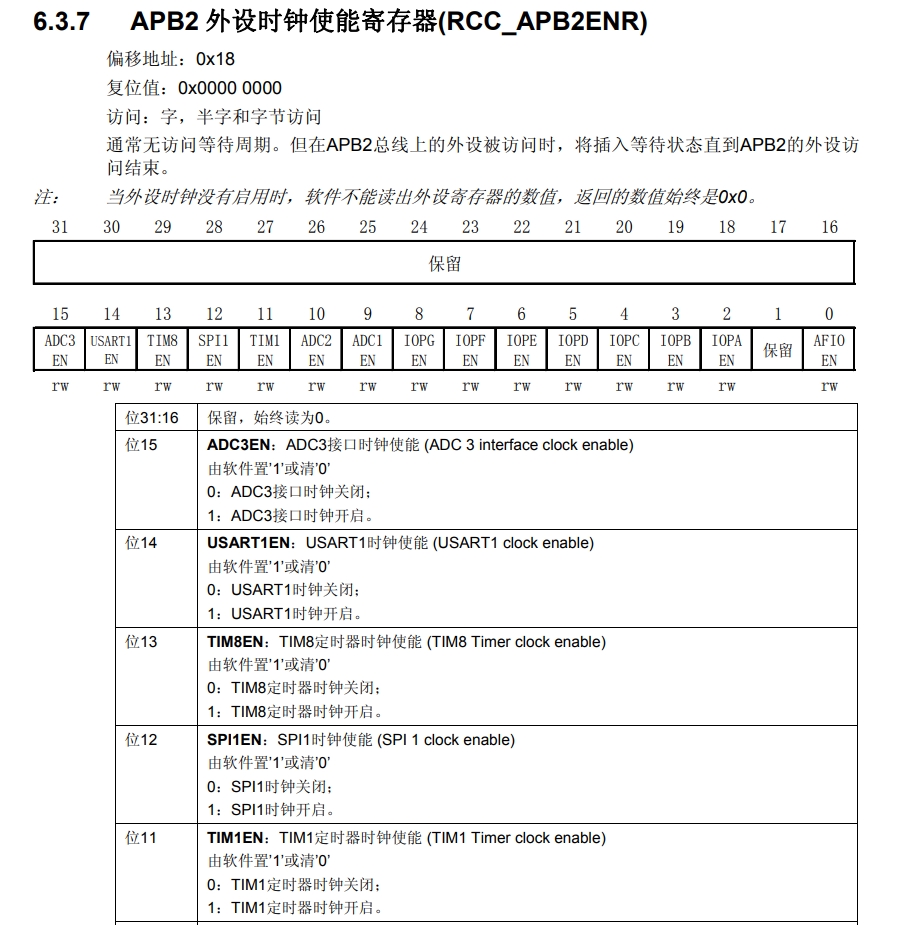 6.3.7 APB2 外设时钟使能寄存器(RCC_APB2ENR)
偏移地址：0x18
复位值：0x0000 0000
访问：字，半字和字节访问
通常无访问等待周期。但在APB2总线上的外设被访问时，将插入等待状态直到APB2的外设访
问结束。
注： 当外设时钟没有启用时，软件不能读出外设寄存器的数值，返回的数值始终是0x0。
31 30 29 28 27 26 25 24 23 22 21 20 19 18 17 16
保留
15 14 13 12 11 10 9 8 7 6 5 4 3 2 1 0
ADC3 USART1 TIM8 SPI1 TIM1 ADC2 ADC1 IOPG IOPF IOPE IOPD IOPC IOPB IOPA 保留 AFIO
EN EN EN EN EN EN EN EN EN EN EN EN EN EN EN
rw rw rw rw rw rw rw rw rw rw rw rw rw rw rw
位31:16 保留，始终读为0。
位15 ADC3EN：ADC3接口时钟使能 (ADC 3 interface clock enable)
由软件置'1'或清'0'
0：ADC3接口时钟关闭；
1：ADC3接口时钟开启。
位14 USART1EN：USART1时钟使能 (USART1 clock enable)
由软件置'1'或清'0'
0：USART1时钟关闭；
1：USART1时钟开启。
位13 TIM8EN：TIM8定时器时钟使能 (TIM8 Timer clock enable)
由软件置'1'或清'0'
0：TIM8定时器时钟关闭；
1：TIM8定时器时钟开启。
位12 SPI1EN：SPI1时钟使能 (SPI 1 clock enable)
由软件置'1'或清'0'
0：SPI1时钟关闭；
1：SPI1时钟开启。
位11 TIM1EN：TIM1定时器时钟使能 (TIM1 Timer clock enable)
由软件置'1'或清'0'
0：TIM1定时器时钟关闭；
1：TIM1定时器时钟开启。